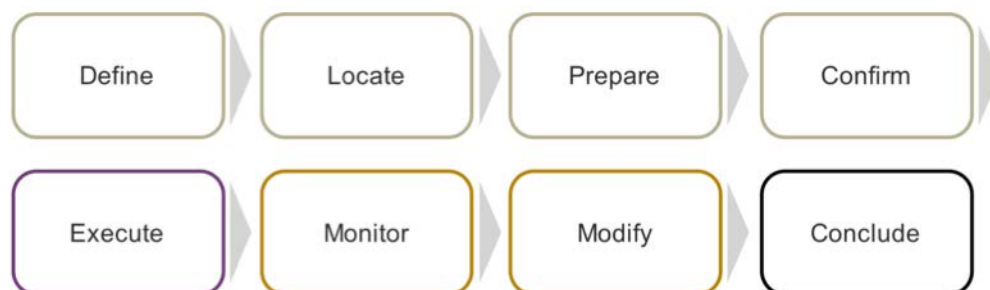 Define
Locate
Prepare
Confirm
Execute
Monitor
Modify
Conclude